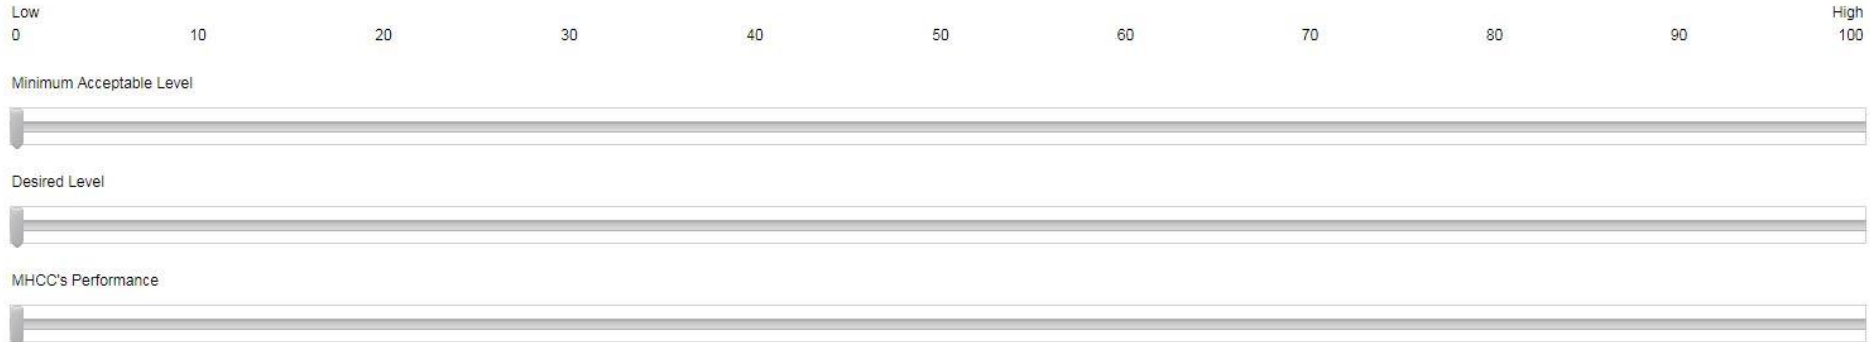 Low High
0 10 20 30 40 50 60 70 80 90 100
Minimum Acceptable Level
Desired Level
MHCC's Performance